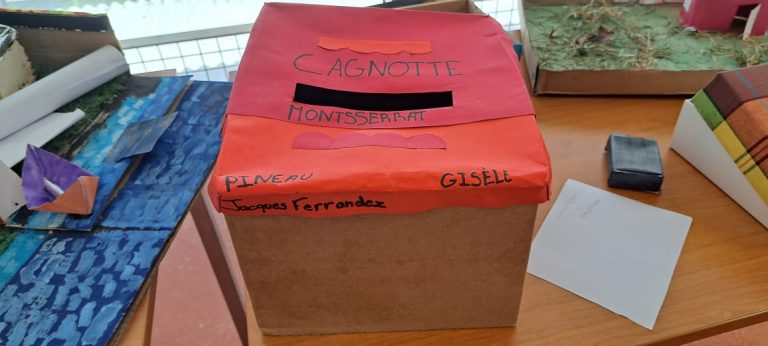 CAGNOTTE
MONTSSERRAT
PINEAU GISÈLE
Jacques Ferrandez